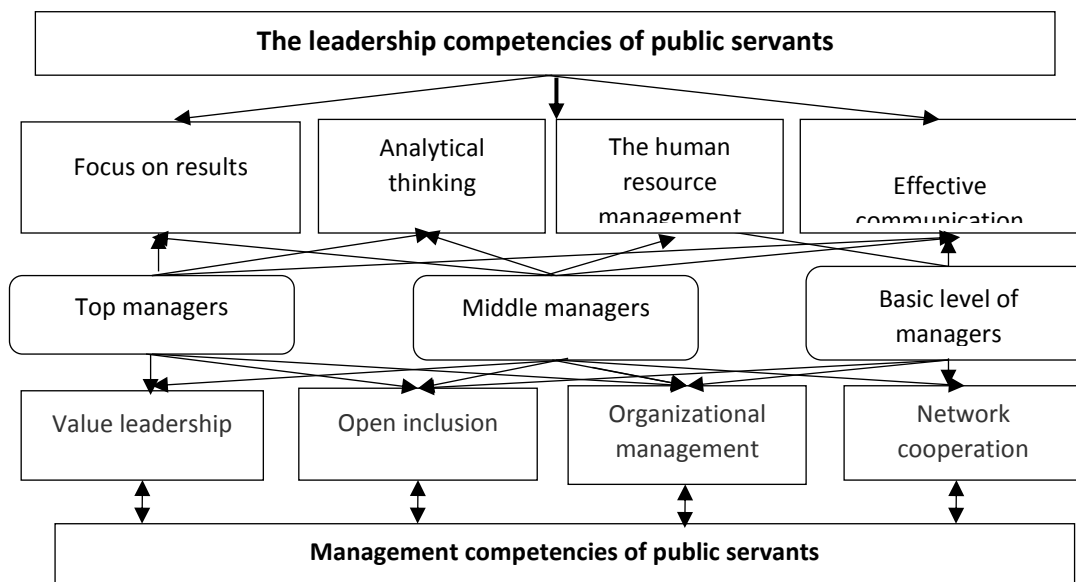 The leadership competencies of public servants
Focus on results
Analytical
thinking
The human
resource
management
Effective
communication
Top managers
Middle managers
Basic level of
managers
Value leadership
Open inclusion
Organizational
management
Network
cooperation
Management competencies of public servants